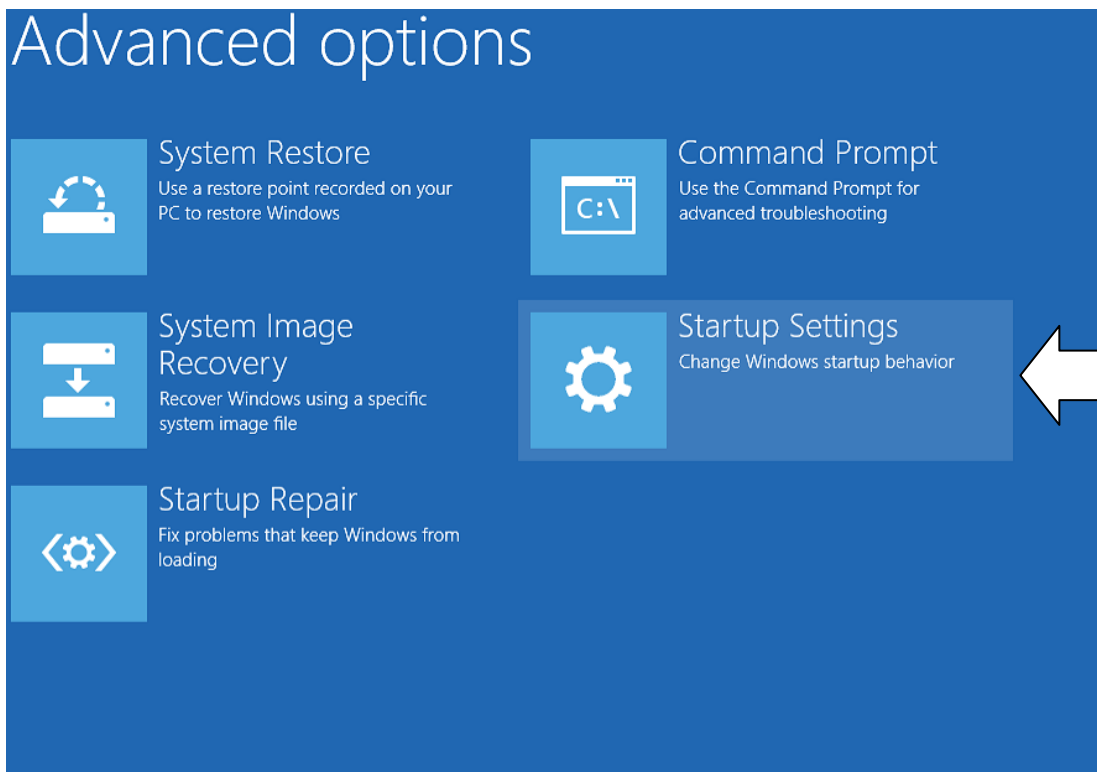 Advanced options
System Restore
Use a restore point recorded on your
PC to restore Windows
System Image
Recovery
Recover Windows using a specific
system image file
Startup Repair
Fix problems that keep Windows from
loading
C:\
Command Prompt
Use the Command Prompt for
advanced troubleshooting
Startup Settings
Change Windows startup behavior